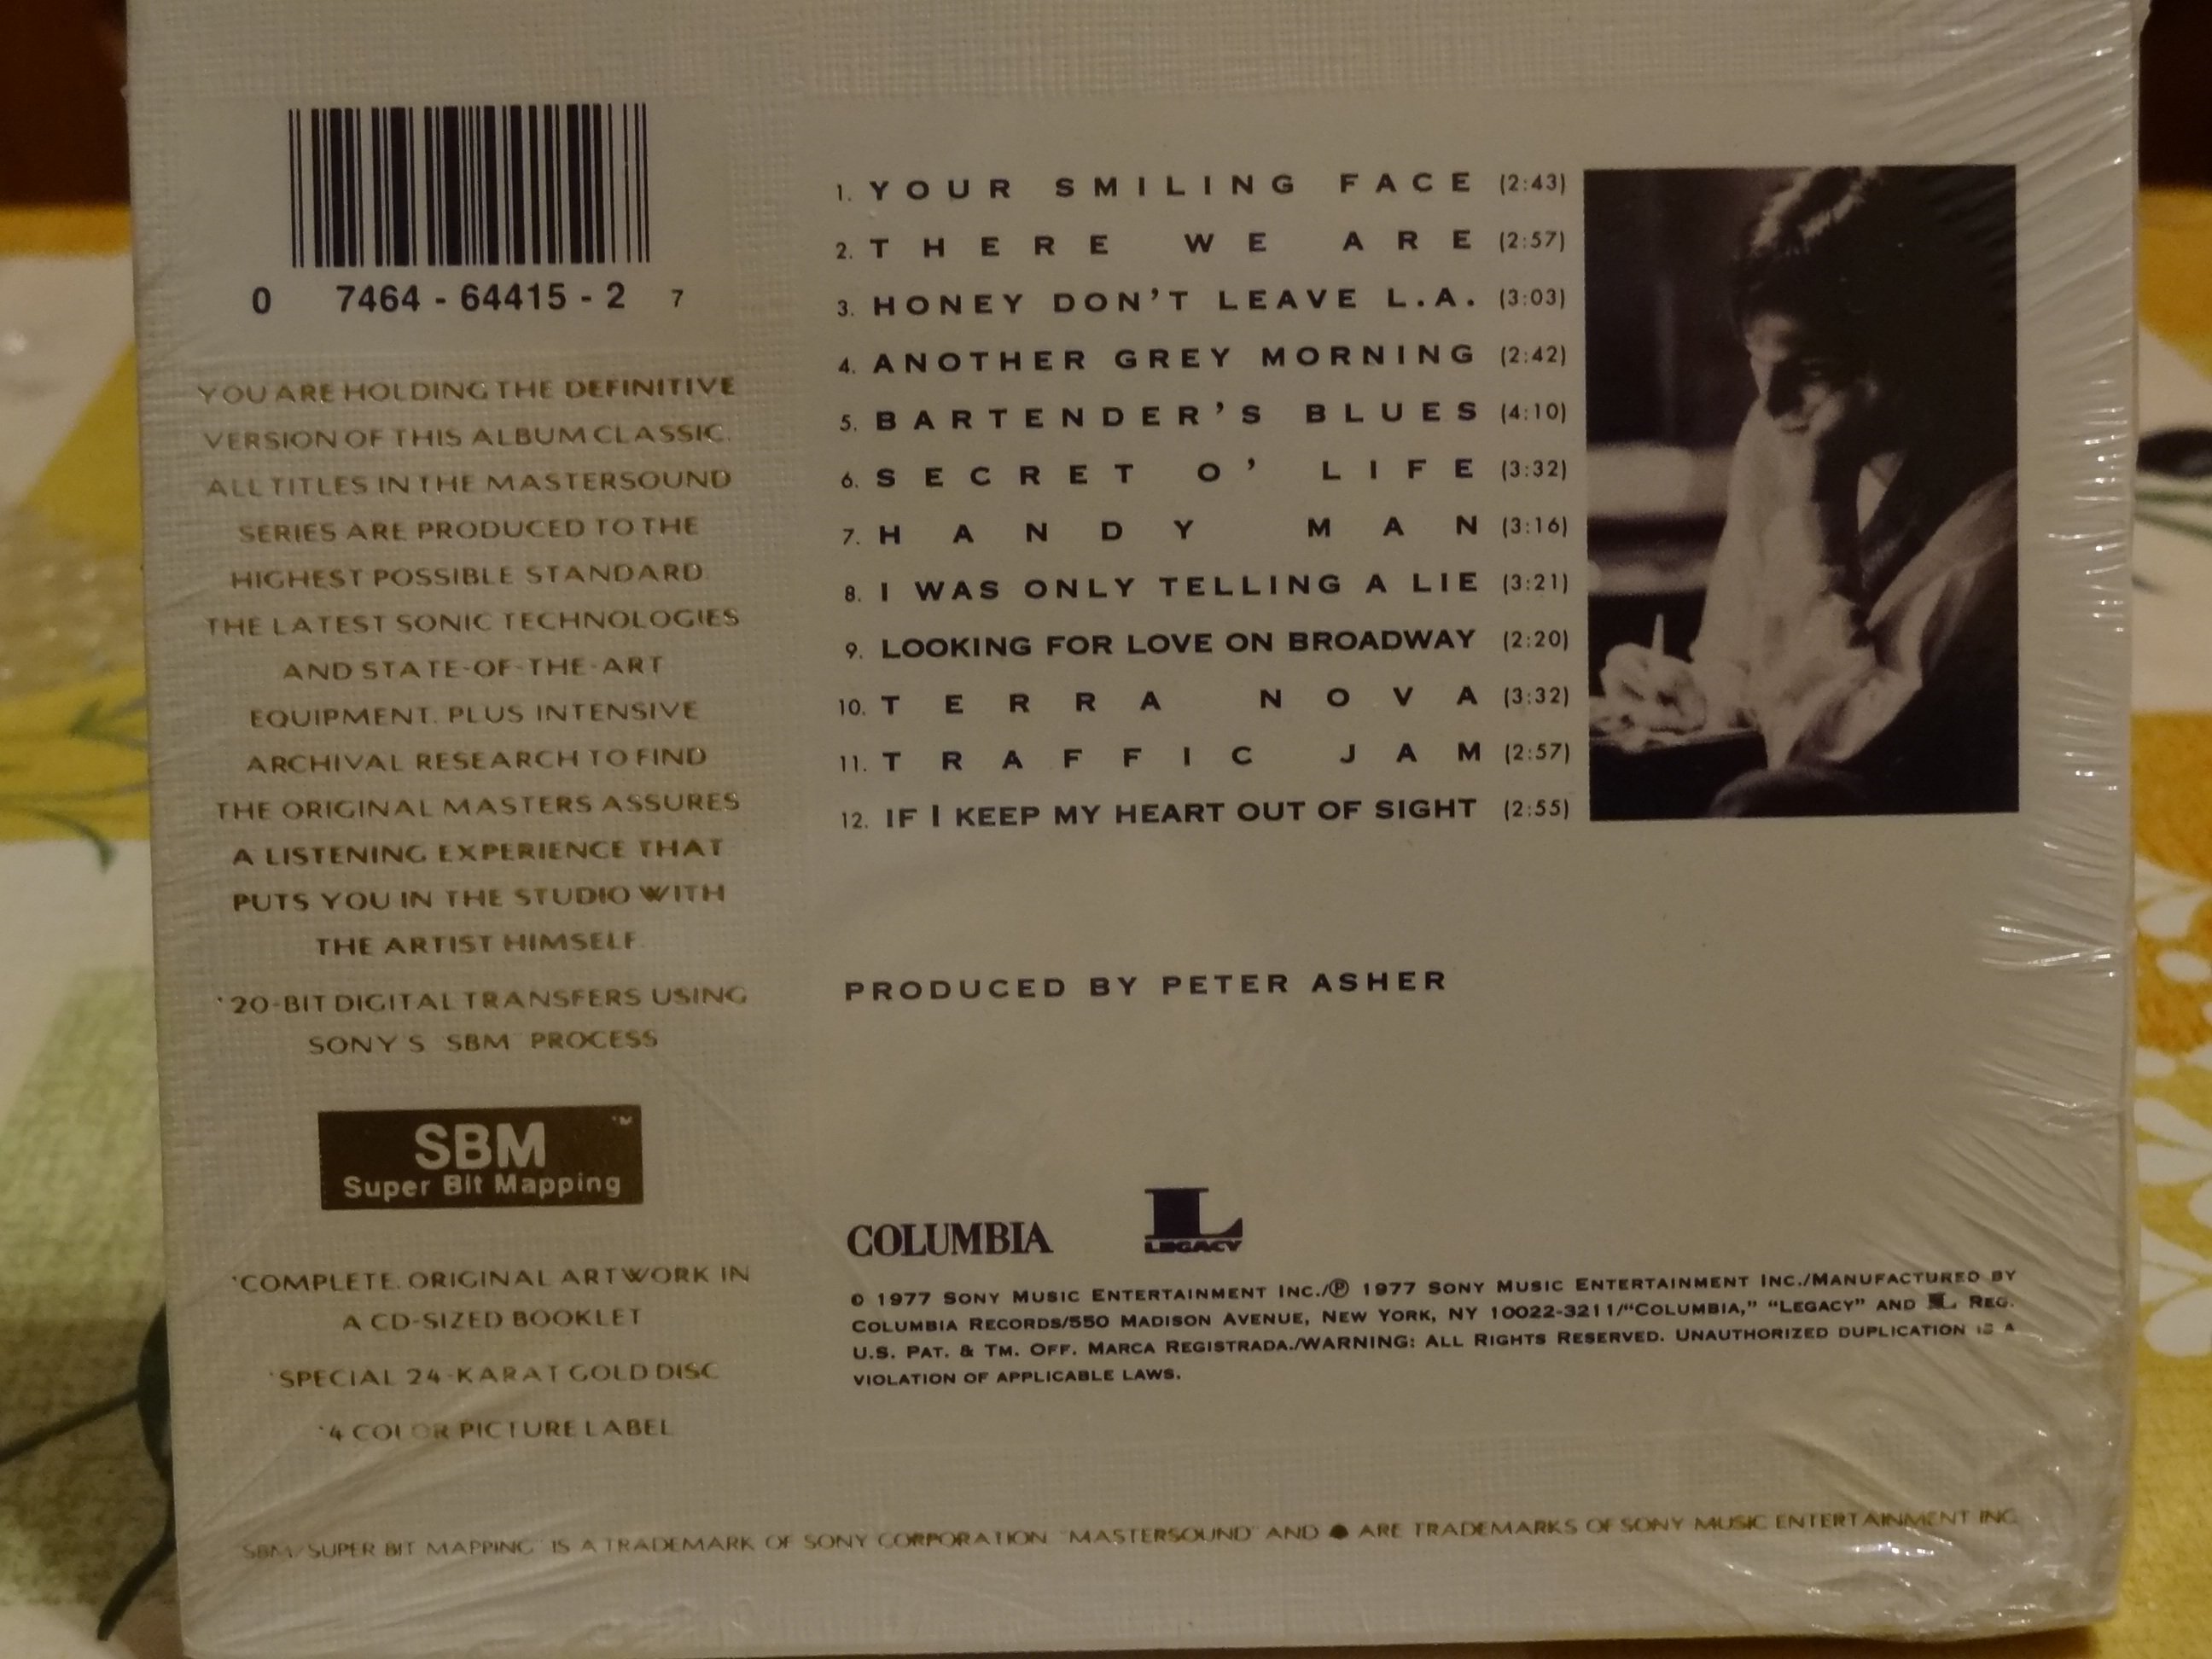 0 7464 - 64415 - 2 7
YOU ARE HOLDING THE DEFINITIVE
VERSION OF THIS ALBUM CLASSIC.
ALL TITLES IN THE MASTERSOUND
SERIES ARE PRODUCED TO THE
HIGHEST POSSIBLE STANDARD
THE LATEST SONIC TECHNOLOGIES
AND STATE-OF-THE-ART
EQUIPMENT. PLUS INTENSIVE
ARCHIVAL RESEARCH TO FIND
THE ORIGINAL MASTERS ASSURES
A LISTENING EXPERIENCE THAT
PUTS YOU IN THE STUDIO WITH
THE ARTIST HIMSELF.
*20-BIT DIGITAL TRANSFERS USING
SONY'S "SBM" PROCESS
SBM™
Super Bit Mapping
*COMPLETE. ORIGINAL ARTWORK IN
A CD-SIZED BOOKLET
*SPECIAL 24-KARAT GOLD DISC
*4 COLOR PICTURE LABEL
1. YOUR SMILING FACE (2:43)
2. THERE WE ARE (2:57)
3. HONEY DON'T LEAVE L.A. (3:03)
4. ANOTHER GREY MORNING (2:42)
5. BARTENDER'S BLUES (4:10)
6. SECRET O' LIFE (3:32)
7. HANDY MAN (3:16)
8. I WAS ONLY TELLING A LIE (3:21)
9. LOOKING FOR LOVE ON BROADWAY (2:20)
10. TERRA NOVA (3:32)
11. TRAFFIC JAM (2:57)
12. IF I KEEP MY HEART OUT OF SIGHT (2:55)
PRODUCED BY PETER ASHER
COLUMBIA
L LEGACY
© 1977 SONY MUSIC ENTERTAINMENT INC./℗ 1977 SONY MUSIC ENTERTAINMENT INC./MANUFACTURED BY
COLUMBIA RECORDS/550 MADISON AVENUE, NEW YORK, NY 10022-3211/"COLUMBIA," "LEGACY" AND L REG.
U.S. PAT. & TM. OFF. MARCA REGISTRADA./WARNING: ALL RIGHTS RESERVED. UNAUTHORIZED DUPLICATION IS A
VIOLATION OF APPLICABLE LAWS.
"SBM/SUPER BIT MAPPING" IS A TRADEMARK OF SONY CORPORATION "MASTERSOUND" AND ARE TRADEMARKS OF SONY MUSIC ENTERTAINMENT INC.